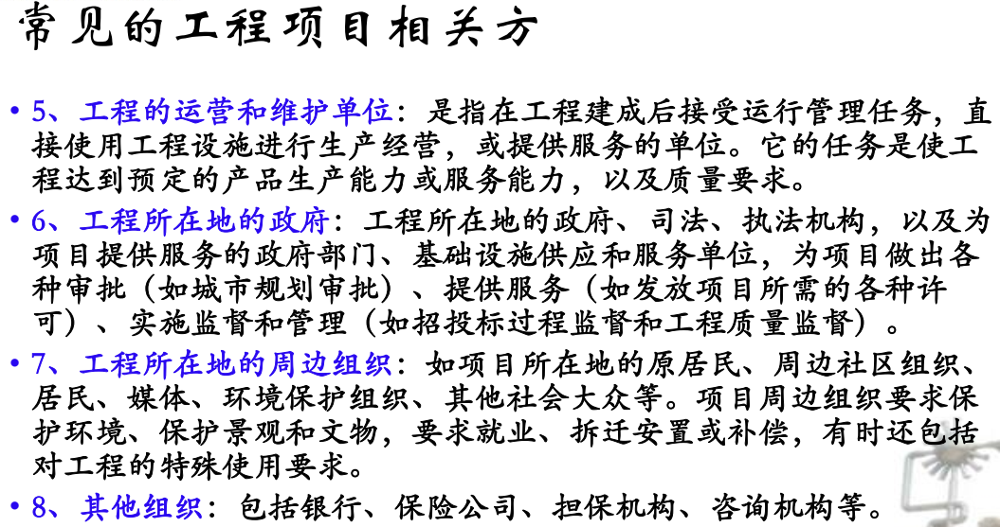 常见的工程项目相关方
• 5、工程的运营和维护单位：是指在工程建成后接受运行管理任务，直
接使用工程设施进行生产经营，或提供服务的单位。它的任务是使工
程达到预定的产品生产能力或服务能力，以及质量要求。
• 6、工程所在地的政府：工程所在地的政府、司法、执法机构，以及为
项目提供服务的政府部门、基础设施供应和服务单位，为项目做出各
种审批（如城市规划审批）、提供服务（如发放项目所需的各种许
可）、实施监督和管理（如招投标过程监督和工程质量监督）。
• 7、工程所在地的周边组织：如项目所在地的原居民、周边社区组织、
居民、媒体、环境保护组织、其他社会大众等。项目周边组织要求保
护环境、保护景观和文物，要求就业、拆迁安置或补偿，有时还包括
对工程的特殊使用要求。
• 8、其他组织：包括银行、保险公司、担保机构、咨询机构等。